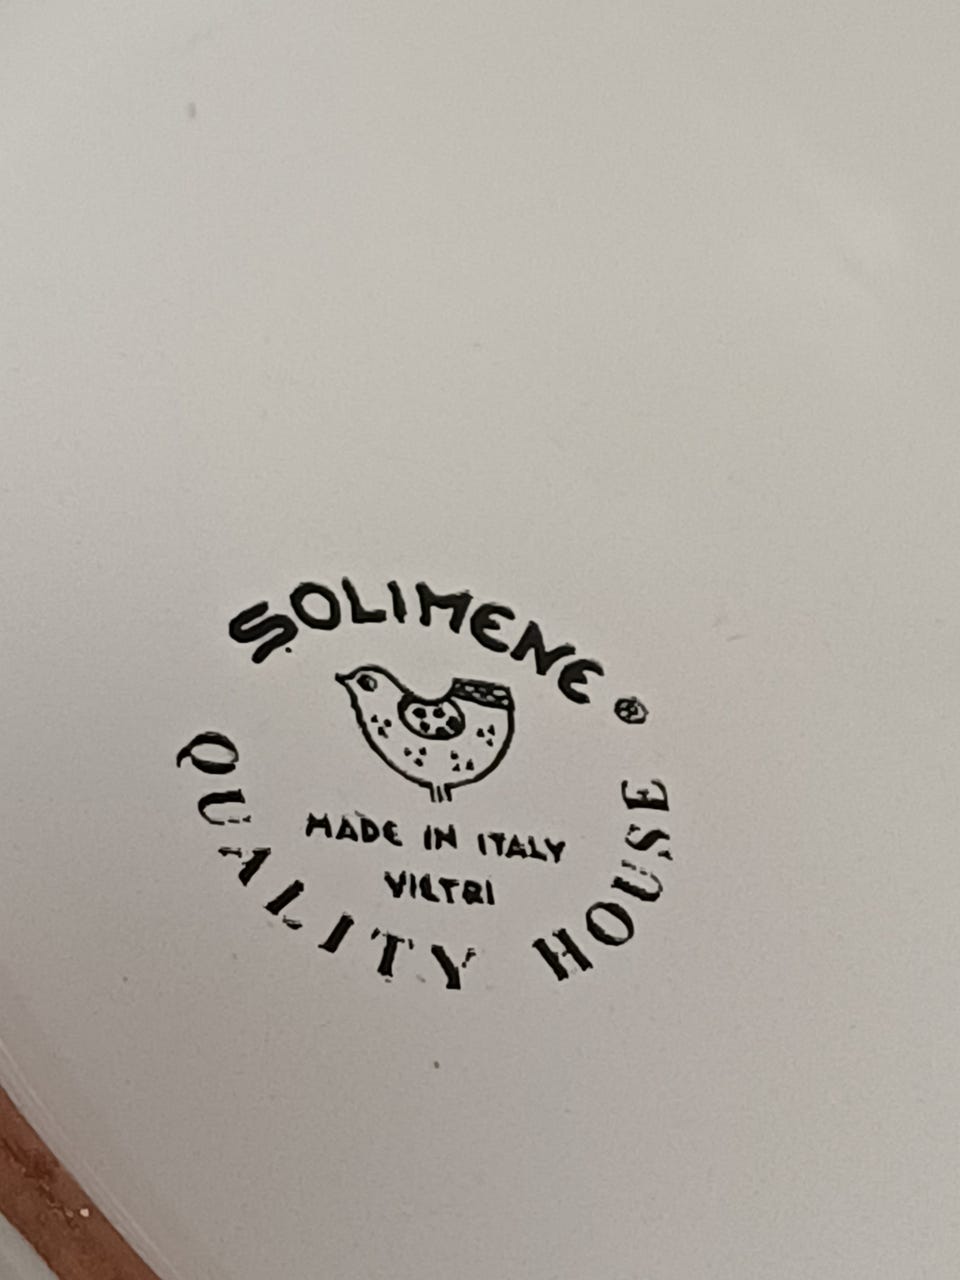 SOLIMENE ®
MADE IN ITALY
VIETRI
QUALITY HOUSE